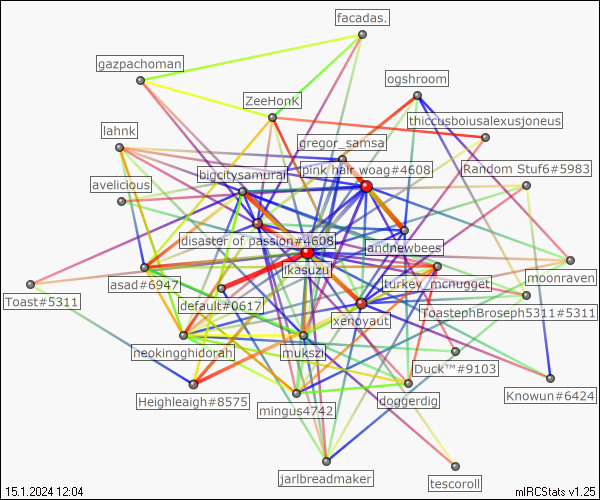 facadas.
gazpachoman
ogshroom
ZeeHonK
thiccusboiusalexusjoneus
lahnk
gregor_samsa
bigcitysamurai
pink hair woag#4608
Random Stuf6#5983
avelicious
disaster of passion#4608
landnewbees
ikasuzu
moonraven
asad#6947
turkey_mcnugget
Toast#5311
default#0617
ToastephBroseph5311#5311
xenoyaut
neokingghidorah
mukszi
Duck™#9103
Heighleaigh#8575
mingus4742
doggerdig
Knowun#6424
jarlbreadmaker
tescoroll
15.1.2024 12:04
mIRCStats v1.25